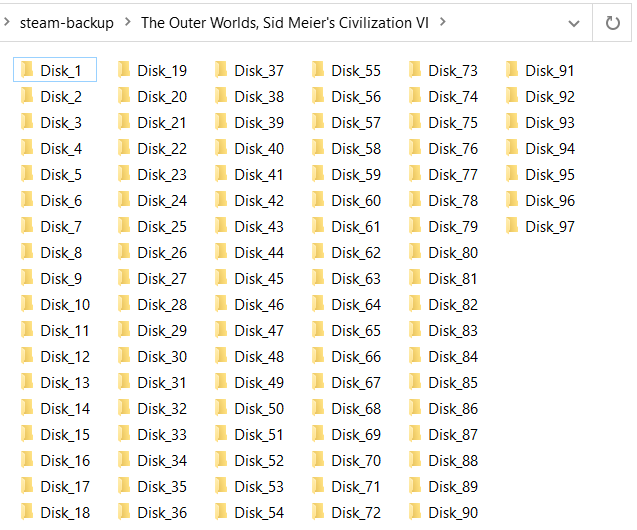 steam-backup > The Outer Worlds, Sid Meier's Civilization VI >
Disk_1
Disk_2
Disk_3
Disk_4
Disk_5
Disk_6
Disk_7
Disk_8
Disk_9
Disk_10
Disk_11
Disk_12
Disk_13
Disk_14
Disk_15
Disk_16
Disk_17
Disk_18
Disk_19
Disk_20
Disk_21
Disk_22
Disk_23
Disk_24
Disk_25
Disk_26
Disk_27
Disk_28
Disk_29
Disk_30
Disk_31
Disk_32
Disk_33
Disk_34
Disk_35
Disk_36
Disk_37
Disk_38
Disk_39
Disk_40
Disk_41
Disk_42
Disk_43
Disk_44
Disk_45
Disk_46
Disk_47
Disk_48
Disk_49
Disk_50
Disk_51
Disk_52
Disk_53
Disk_54
Disk_55
Disk_56
Disk_57
Disk_58
Disk_59
Disk_60
Disk_61
Disk_62
Disk_63
Disk_64
Disk_65
Disk_66
Disk_67
Disk_68
Disk_69
Disk_70
Disk_71
Disk_72
Disk_73
Disk_74
Disk_75
Disk_76
Disk_77
Disk_78
Disk_79
Disk_80
Disk_81
Disk_82
Disk_83
Disk_84
Disk_85
Disk_86
Disk_87
Disk_88
Disk_89
Disk_90
Disk_91
Disk_92
Disk_93
Disk_94
Disk_95
Disk_96
Disk_97